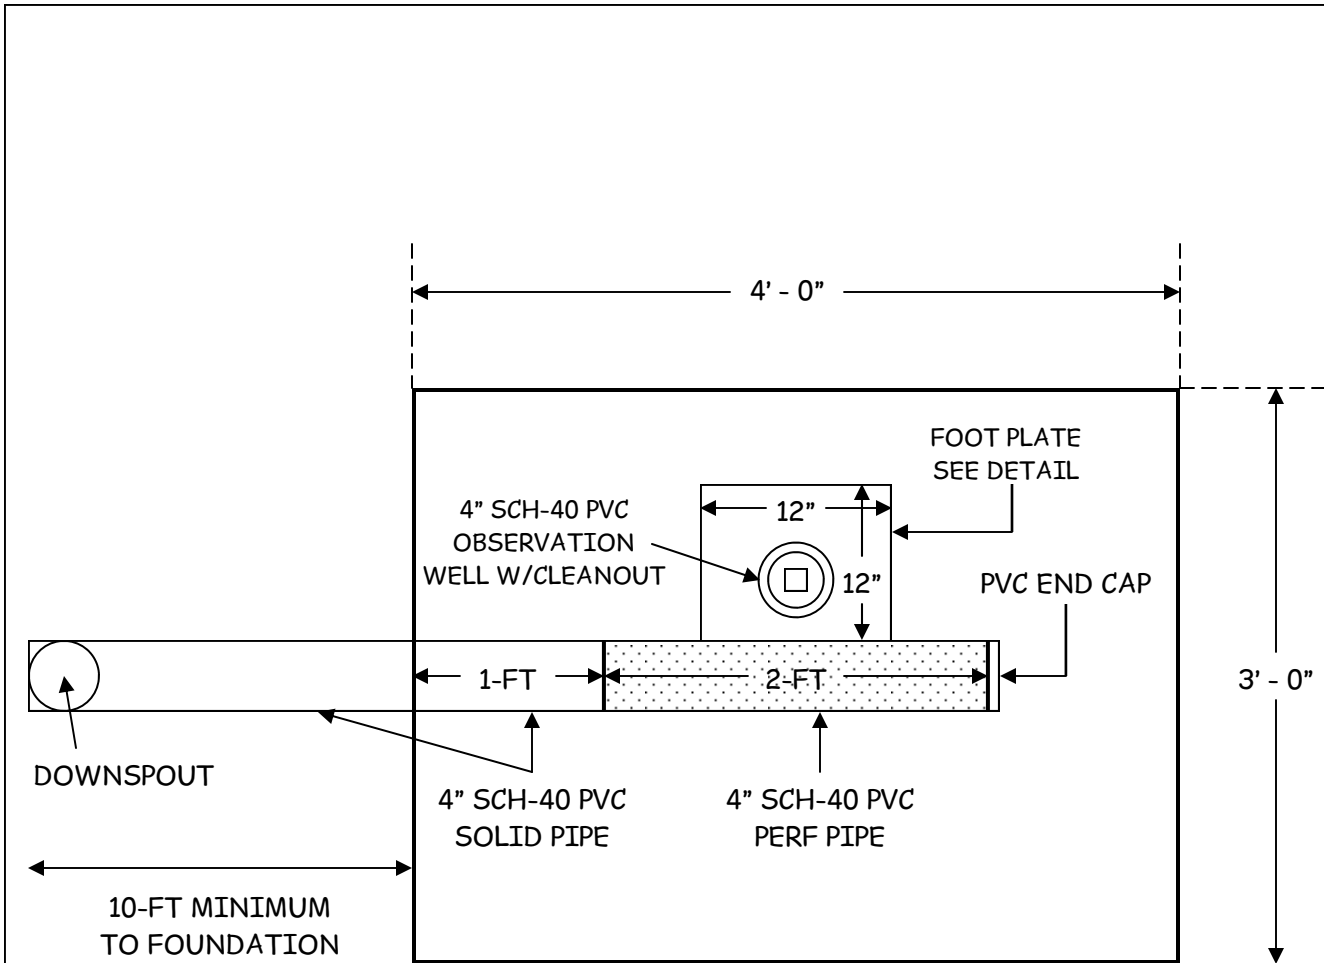 4' - 0"
FOOT PLATE
SEE DETAIL
4" SCH-40 PVC
OBSERVATION
WELL W/CLEANOUT
12"
12"
PVC END CAP
1-FT
2-FT
3' - 0"
DOWNSPOUT
4" SCH-40 PVC
SOLID PIPE
4" SCH-40 PVC
PERF PIPE
10-FT MINIMUM
TO FOUNDATION